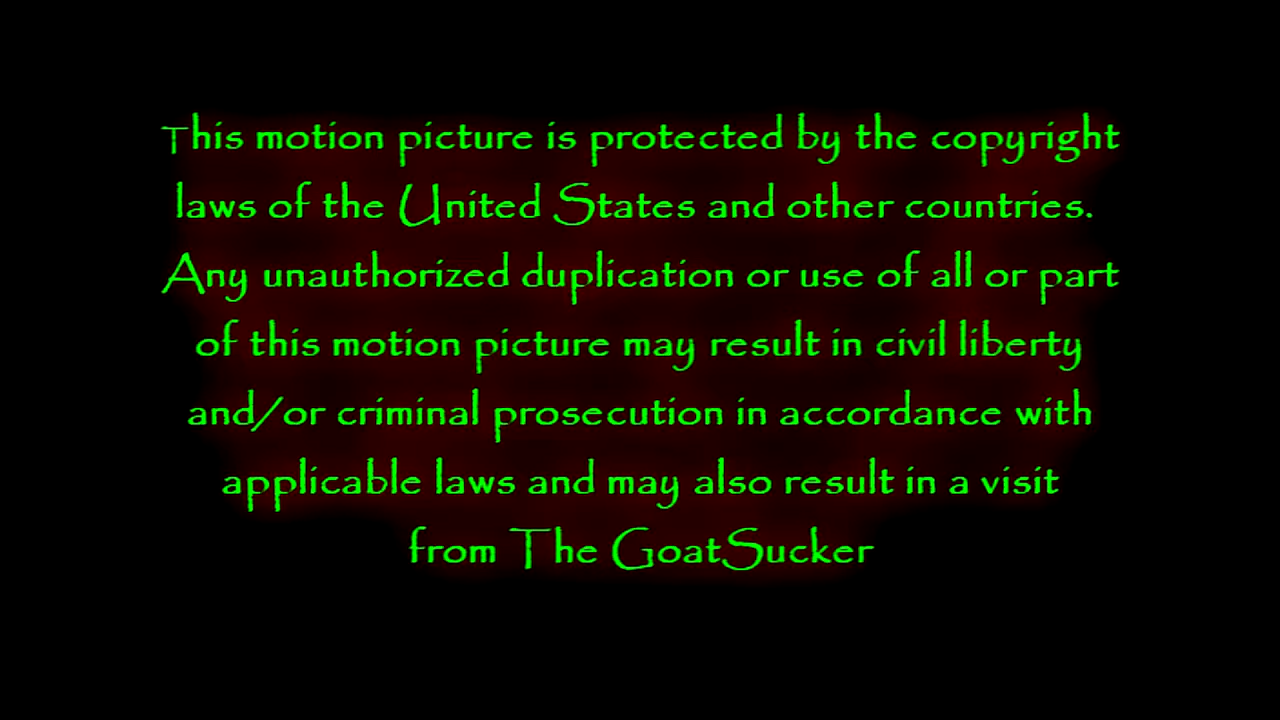 This motion picture is protected by the copyright
laws of the United States and other countries.
Any unauthorized duplication or use of all or part
of this motion picture may result in civil liberty
and/or criminal prosecution in accordance with
applicable laws and may also result in a visit
from The GoatSucker